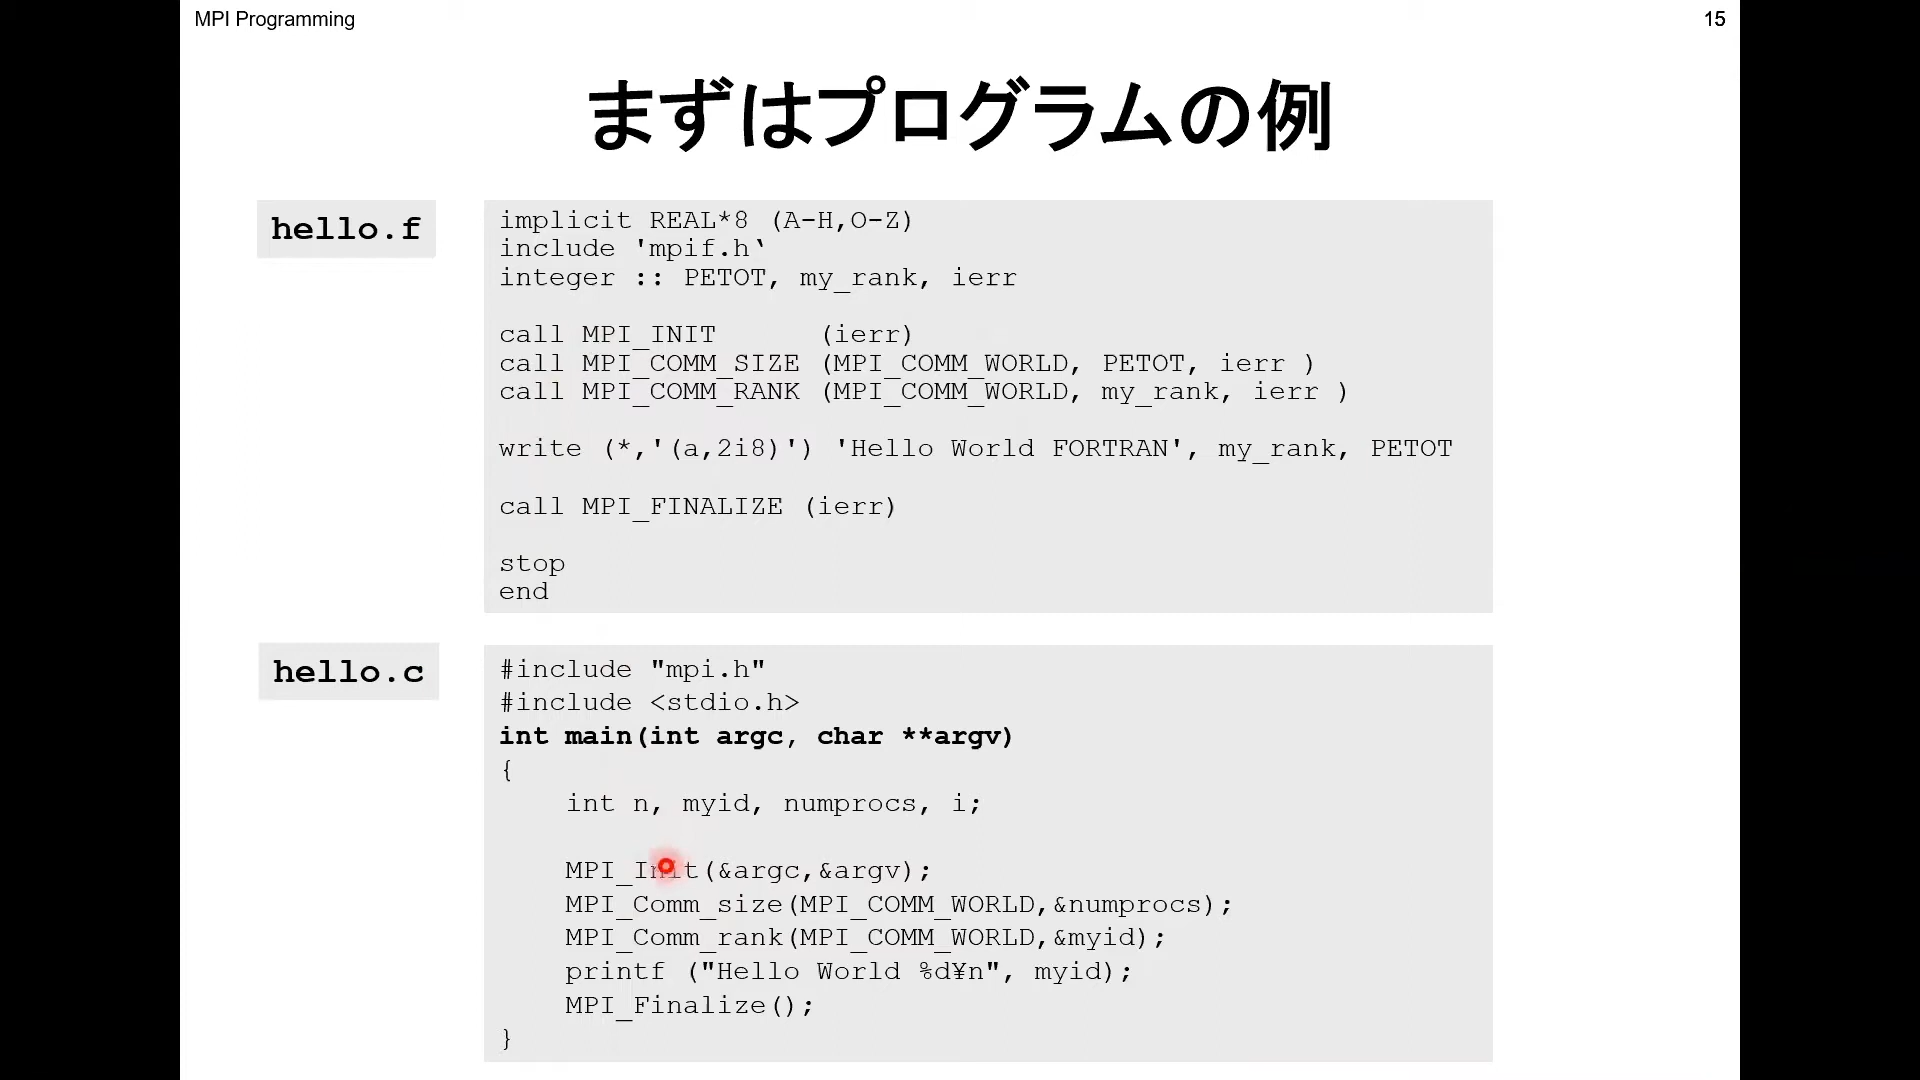 MPI Programming
15
まずはプログラムの例
hello.f
implicit REAL*8 (A-H,O-Z)
include 'mpif.h‘
integer :: PETOT, my_rank, ierr
call MPI_INIT      (ierr)
call MPI_COMM_SIZE (MPI_COMM_WORLD, PETOT, ierr )
call MPI_COMM_RANK (MPI_COMM_WORLD, my_rank, ierr )
write (*,'(a,2i8)') 'Hello World FORTRAN', my_rank, PETOT
call MPI_FINALIZE (ierr)
stop
end
hello.c
#include "mpi.h"
#include <stdio.h>
int main(int argc, char **argv)
{
    int n, myid, numprocs, i;
    MPI_Init(&argc,&argv);
    MPI_Comm_size(MPI_COMM_WORLD,&numprocs);
    MPI_Comm_rank(MPI_COMM_WORLD,&myid);
    printf ("Hello World %d¥n", myid);
    MPI_Finalize();
}